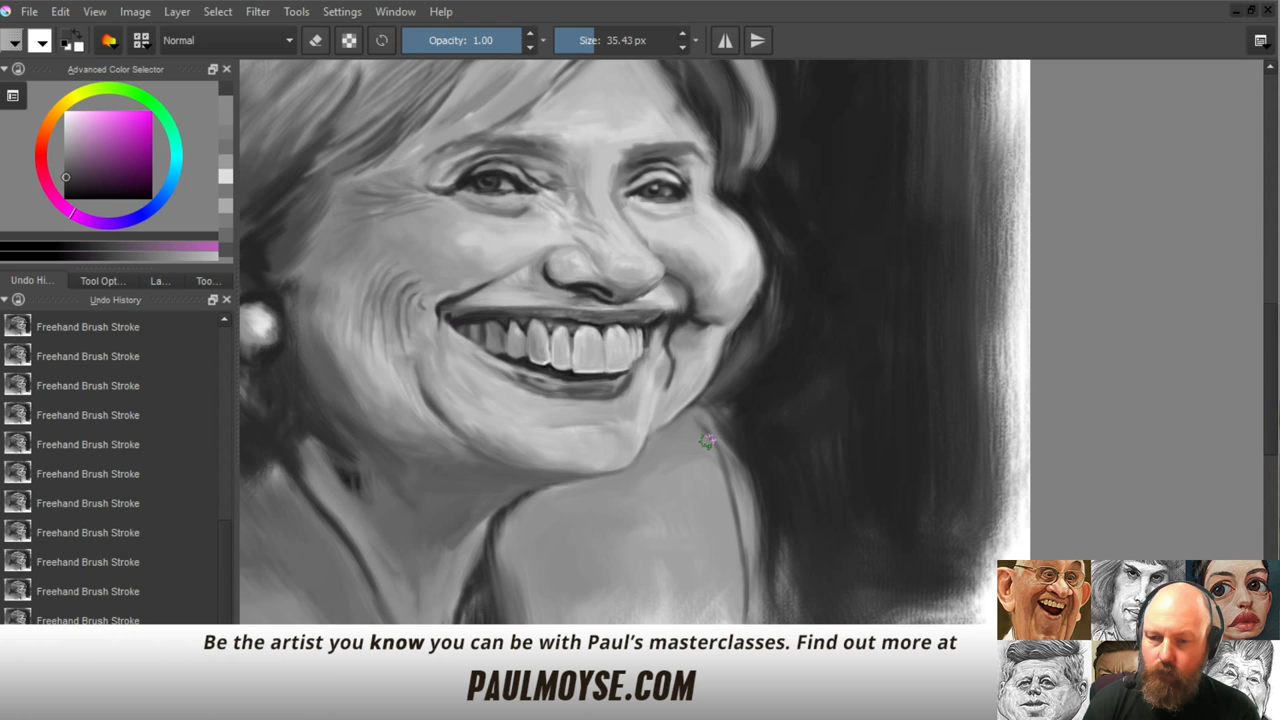 File Edit View Image Layer Select Filter Tools Settings Window Help
Normal Opacity: 1.00 Size: 35.43 px
Advanced Color Selector
Undo Hi... Tool Opt... La... Too...
Undo History
Freehand Brush Stroke
Freehand Brush Stroke
Freehand Brush Stroke
Freehand Brush Stroke
Freehand Brush Stroke
Freehand Brush Stroke
Freehand Brush Stroke
Freehand Brush Stroke
Freehand Brush Stroke
Freehand Brush Stroke
Freehand Brush Stroke
Be the artist you know you can be with Paul's masterclasses. Find out more at
PAULMOYSE.COM